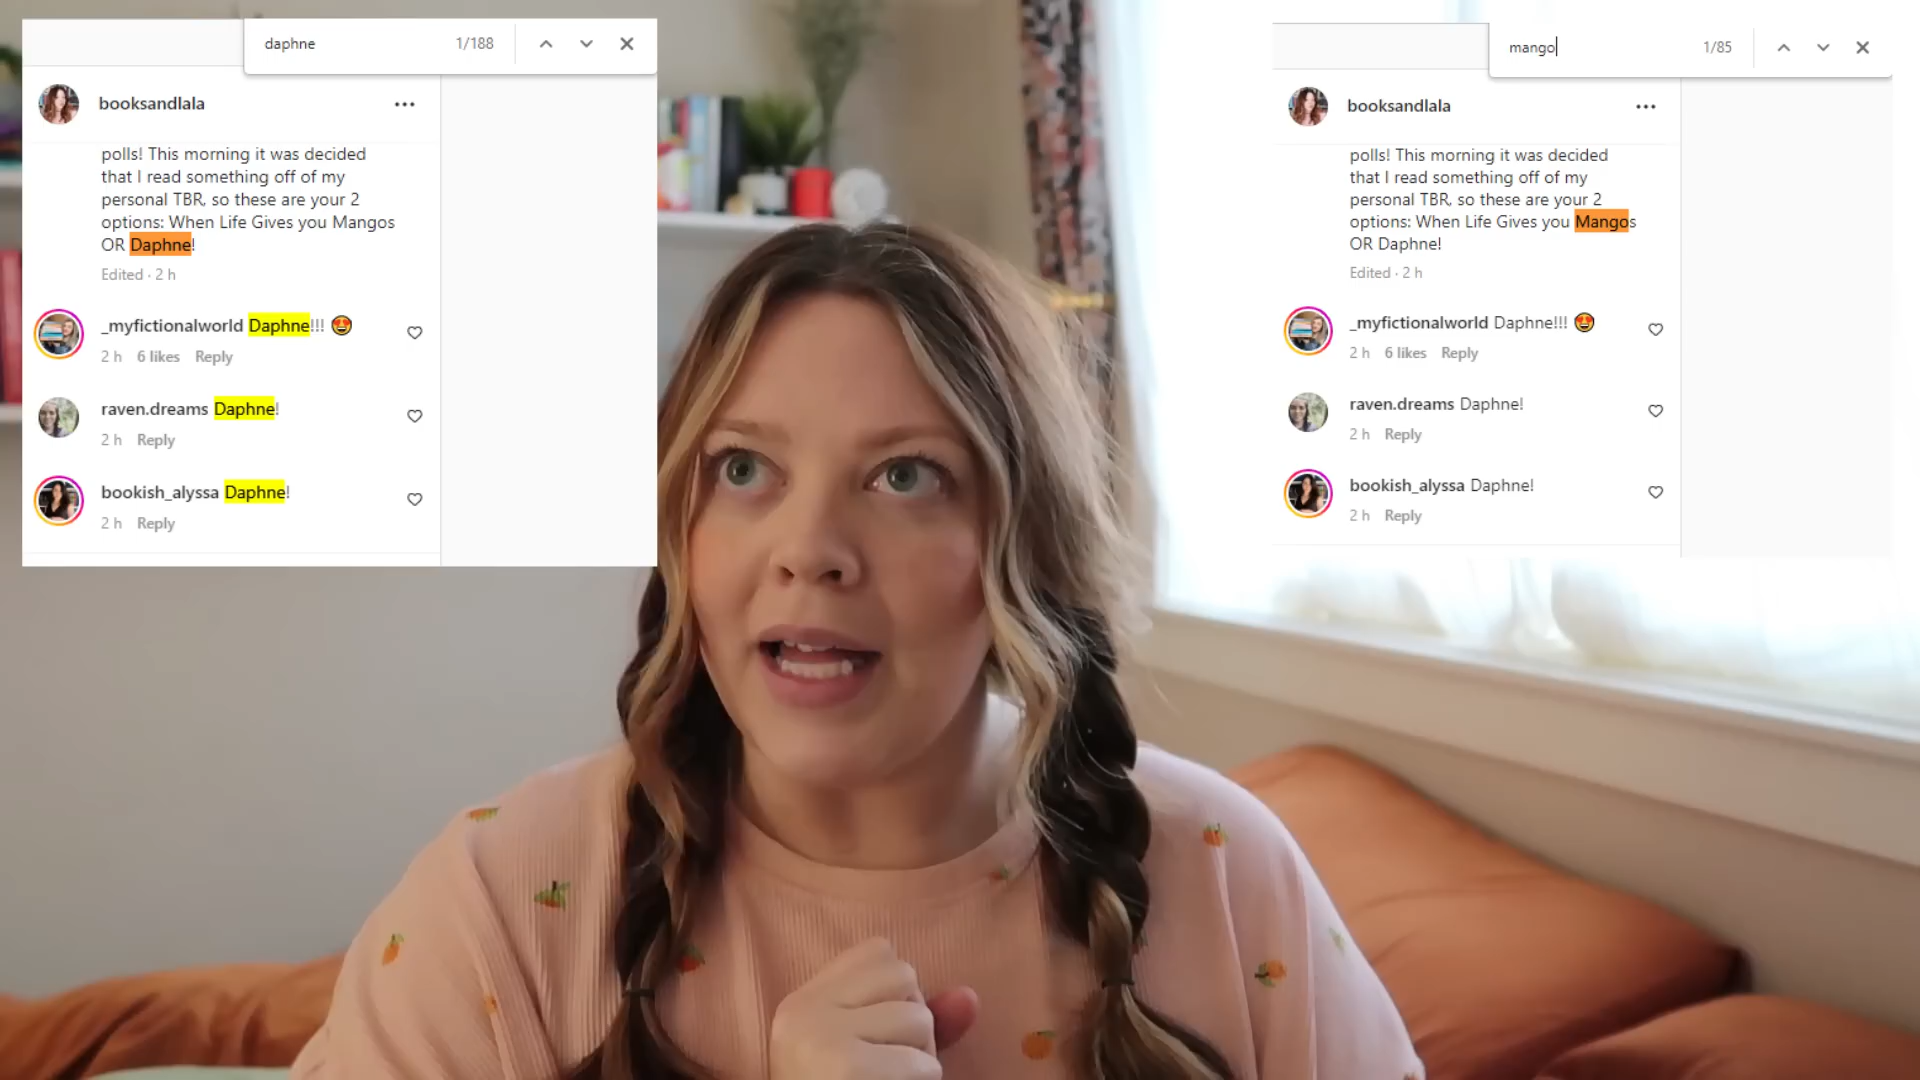 daphne 1/188
booksandlala
polls! This morning it was decided
that I read something off of my
personal TBR, so these are your 2
options: When Life Gives you Mangos
OR Daphne!
Edited · 2 h
_myfictionalworld Daphne!!! 😍
2 h 6 likes Reply
raven.dreams Daphne!
2 h Reply
bookish_alyssa Daphne!
2 h Reply
mango 1/85
booksandlala
polls! This morning it was decided
that I read something off of my
personal TBR, so these are your 2
options: When Life Gives you Mangos
OR Daphne!
Edited · 2 h
_myfictionalworld Daphne!!! 😍
2 h 6 likes Reply
raven.dreams Daphne!
2 h Reply
bookish_alyssa Daphne!
2 h Reply